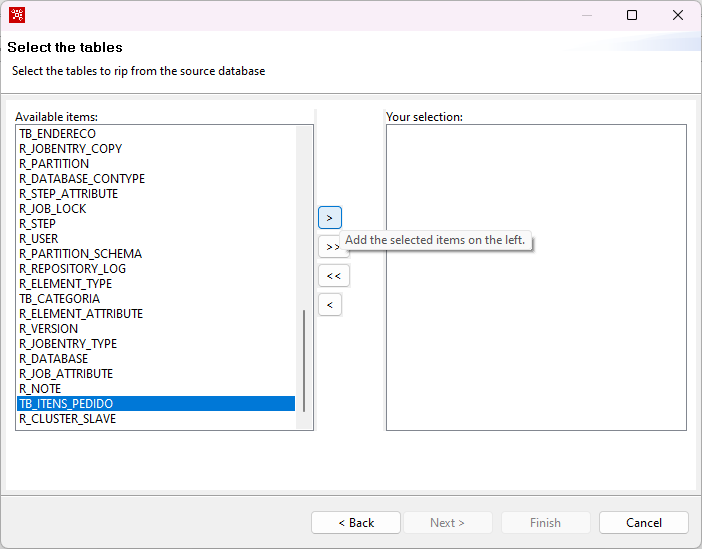 Select the tables
Select the tables to rip from the source database
Available items:
TB_ENDERECO
R_JOBENTRY_COPY
R_PARTITION
R_DATABASE_CONTYPE
R_STEP_ATTRIBUTE
R_JOB_LOCK
R_STEP
R_USER
R_PARTITION_SCHEMA
R_REPOSITORY_LOG
R_ELEMENT_TYPE
TB_CATEGORIA
R_ELEMENT_ATTRIBUTE
R_VERSION
R_JOBENTRY_TYPE
R_DATABASE
R_JOB_ATTRIBUTE
R_NOTE
TB_ITENS_PEDIDO
R_CLUSTER_SLAVE
>
>>
<<
<
Add the selected items on the left.
Your selection:
< Back
Next >
Finish
Cancel